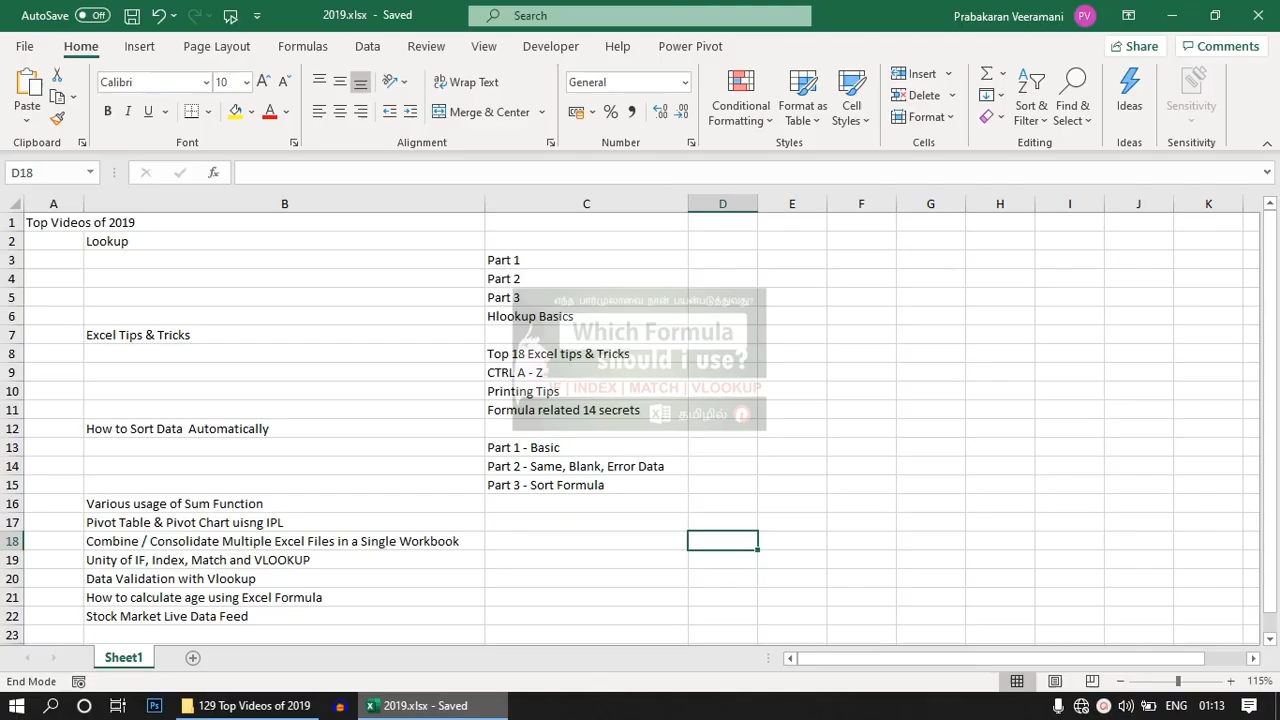 AutoSave Off 2019.xlsx - Saved Search Prabakaran Veeramani PV
File Home Insert Page Layout Formulas Data Review View Developer Help Power Pivot Share Comments
Paste Calibri 10 Wrap Text General Conditional Formatting Format as Table Cell Styles Insert Delete Format Sort & Filter Find & Select Ideas Sensitivity
B I U Merge & Center
Clipboard Font Alignment Number Styles Cells Editing Ideas Sensitivity
D18 fx
A B C D E F G H I J K
1 Top Videos of 2019
2 Lookup
3 Part 1
4 Part 2
5 Part 3
எந்த பார்முலாவை நான் பயன்படுத்துவது?
6 Hlookup Basics
7 Excel Tips & Tricks
Which Formula
8 Top 18 Excel tips & Tricks
should i use?
9 CTRL A - Z
10 Printing Tips
IF | INDEX | MATCH | VLOOKUP
11 Formula related 14 secrets
தமிழில்
12 How to Sort Data  Automatically
13 Part 1 - Basic
14 Part 2 - Same, Blank, Error Data
15 Part 3 - Sort Formula
16 Various usage of Sum Function
17 Pivot Table & Pivot Chart uisng IPL
18 Combine / Consolidate Multiple Excel Files in a Single Workbook
19 Unity of IF, Index, Match and VLOOKUP
20 Data Validation with Vlookup
21 How to calculate age using Excel Formula
22 Stock Market Live Data Feed
23
Sheet1
End Mode 115%
129 Top Videos of 2019 2019.xlsx - Saved ENG 01:13